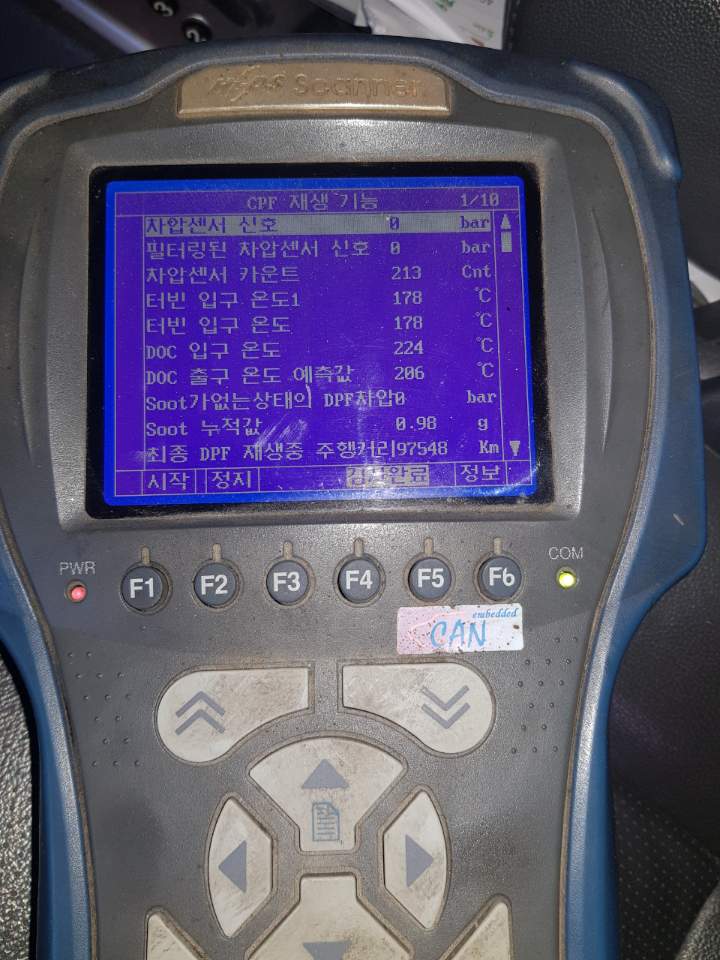 3
2
Hi-DS Scanner
CPF 재생 기능 1/10
차압센서 신호 0 bar
필터링된 차압센서 신호 0 bar
차압센서 카운트 213 Cnt
터빈 입구 온도1 178 ℃
터빈 입구 온도 178 ℃
DOC 입구 온도 224 ℃
DOC 출구 온도 예측값 206 ℃
Soot가없는상태의 DPF차압0 bar
Soot 누적값 0.98 g
최종 DPF 재생중 주행거리97548 Km
시작 정지 정보
PWR COM
F1 F2 F3 F4 F5 F6
embedded
CAN